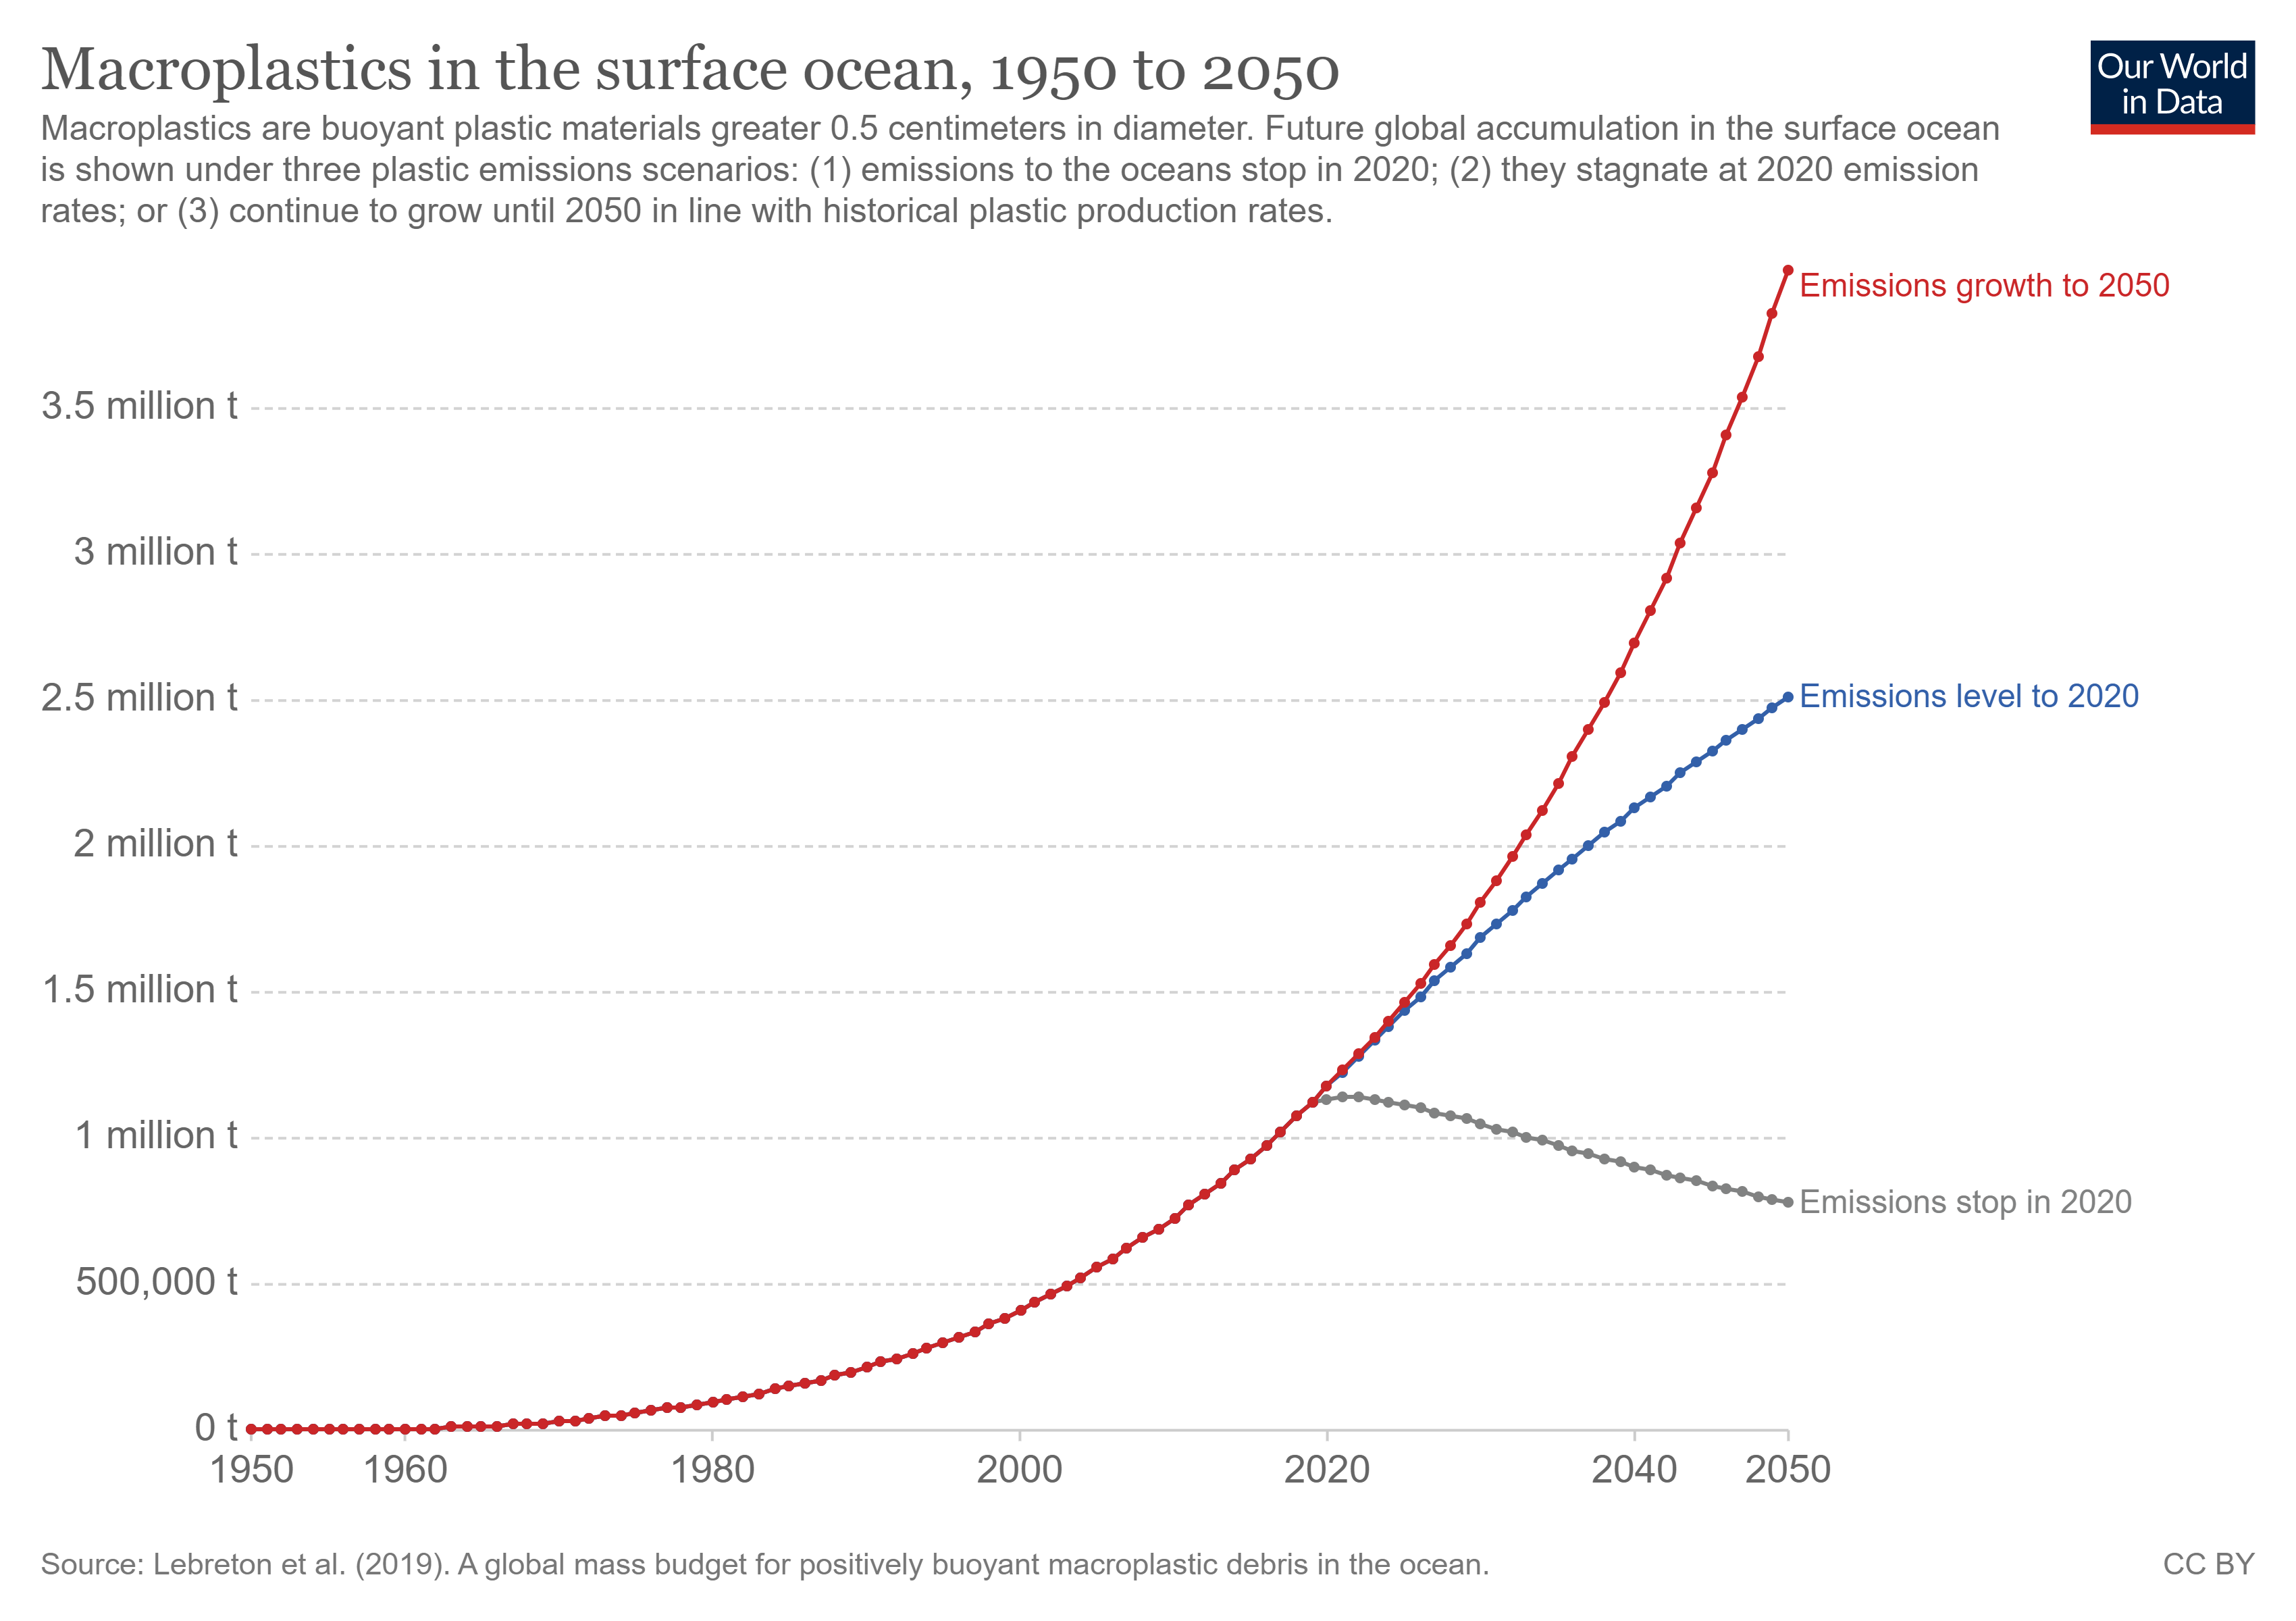 Macroplastics in the surface ocean, 1950 to 2050
Our World
in Data
Macroplastics are buoyant plastic materials greater 0.5 centimeters in diameter. Future global accumulation in the surface ocean
is shown under three plastic emissions scenarios: (1) emissions to the oceans stop in 2020; (2) they stagnate at 2020 emission
rates; or (3) continue to grow until 2050 in line with historical plastic production rates.
Emissions growth to 2050
3.5 million t
3 million t
2.5 million t
Emissions level to 2020
2 million t
1.5 million t
1 million t
Emissions stop in 2020
500,000 t
0 t
1950 1960 1980 2000 2020 2040 2050
Source: Lebreton et al. (2019). A global mass budget for positively buoyant macroplastic debris in the ocean.
CC BY